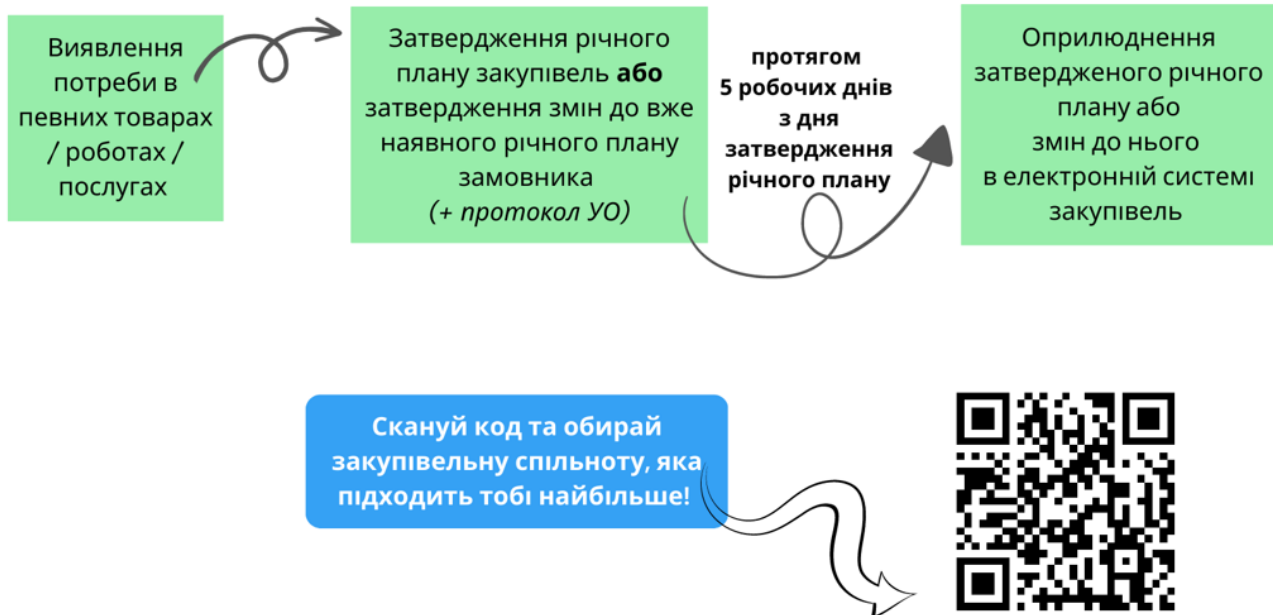 Виявлення
потреби в
певних товарах
/ роботах /
послугах
Затвердження річного
плану закупівель або
затвердження змін до вже
наявного річного плану
замовника
(+ протокол УО)
протягом
5 робочих днів
з дня
затвердження
річного плану
Оприлюднення
затвердженого річного
плану або
змін до нього
в електронній системі
закупівель
Скануй код та обирай
закупівельну спільноту, яка
підходить тобі найбільше!